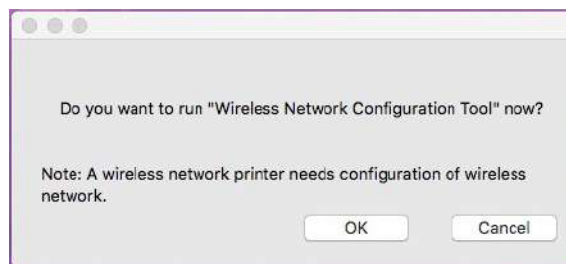 Do you want to run "Wireless Network Configuration Tool" now?
Note: A wireless network printer needs configuration of wireless
network.
OK Cancel